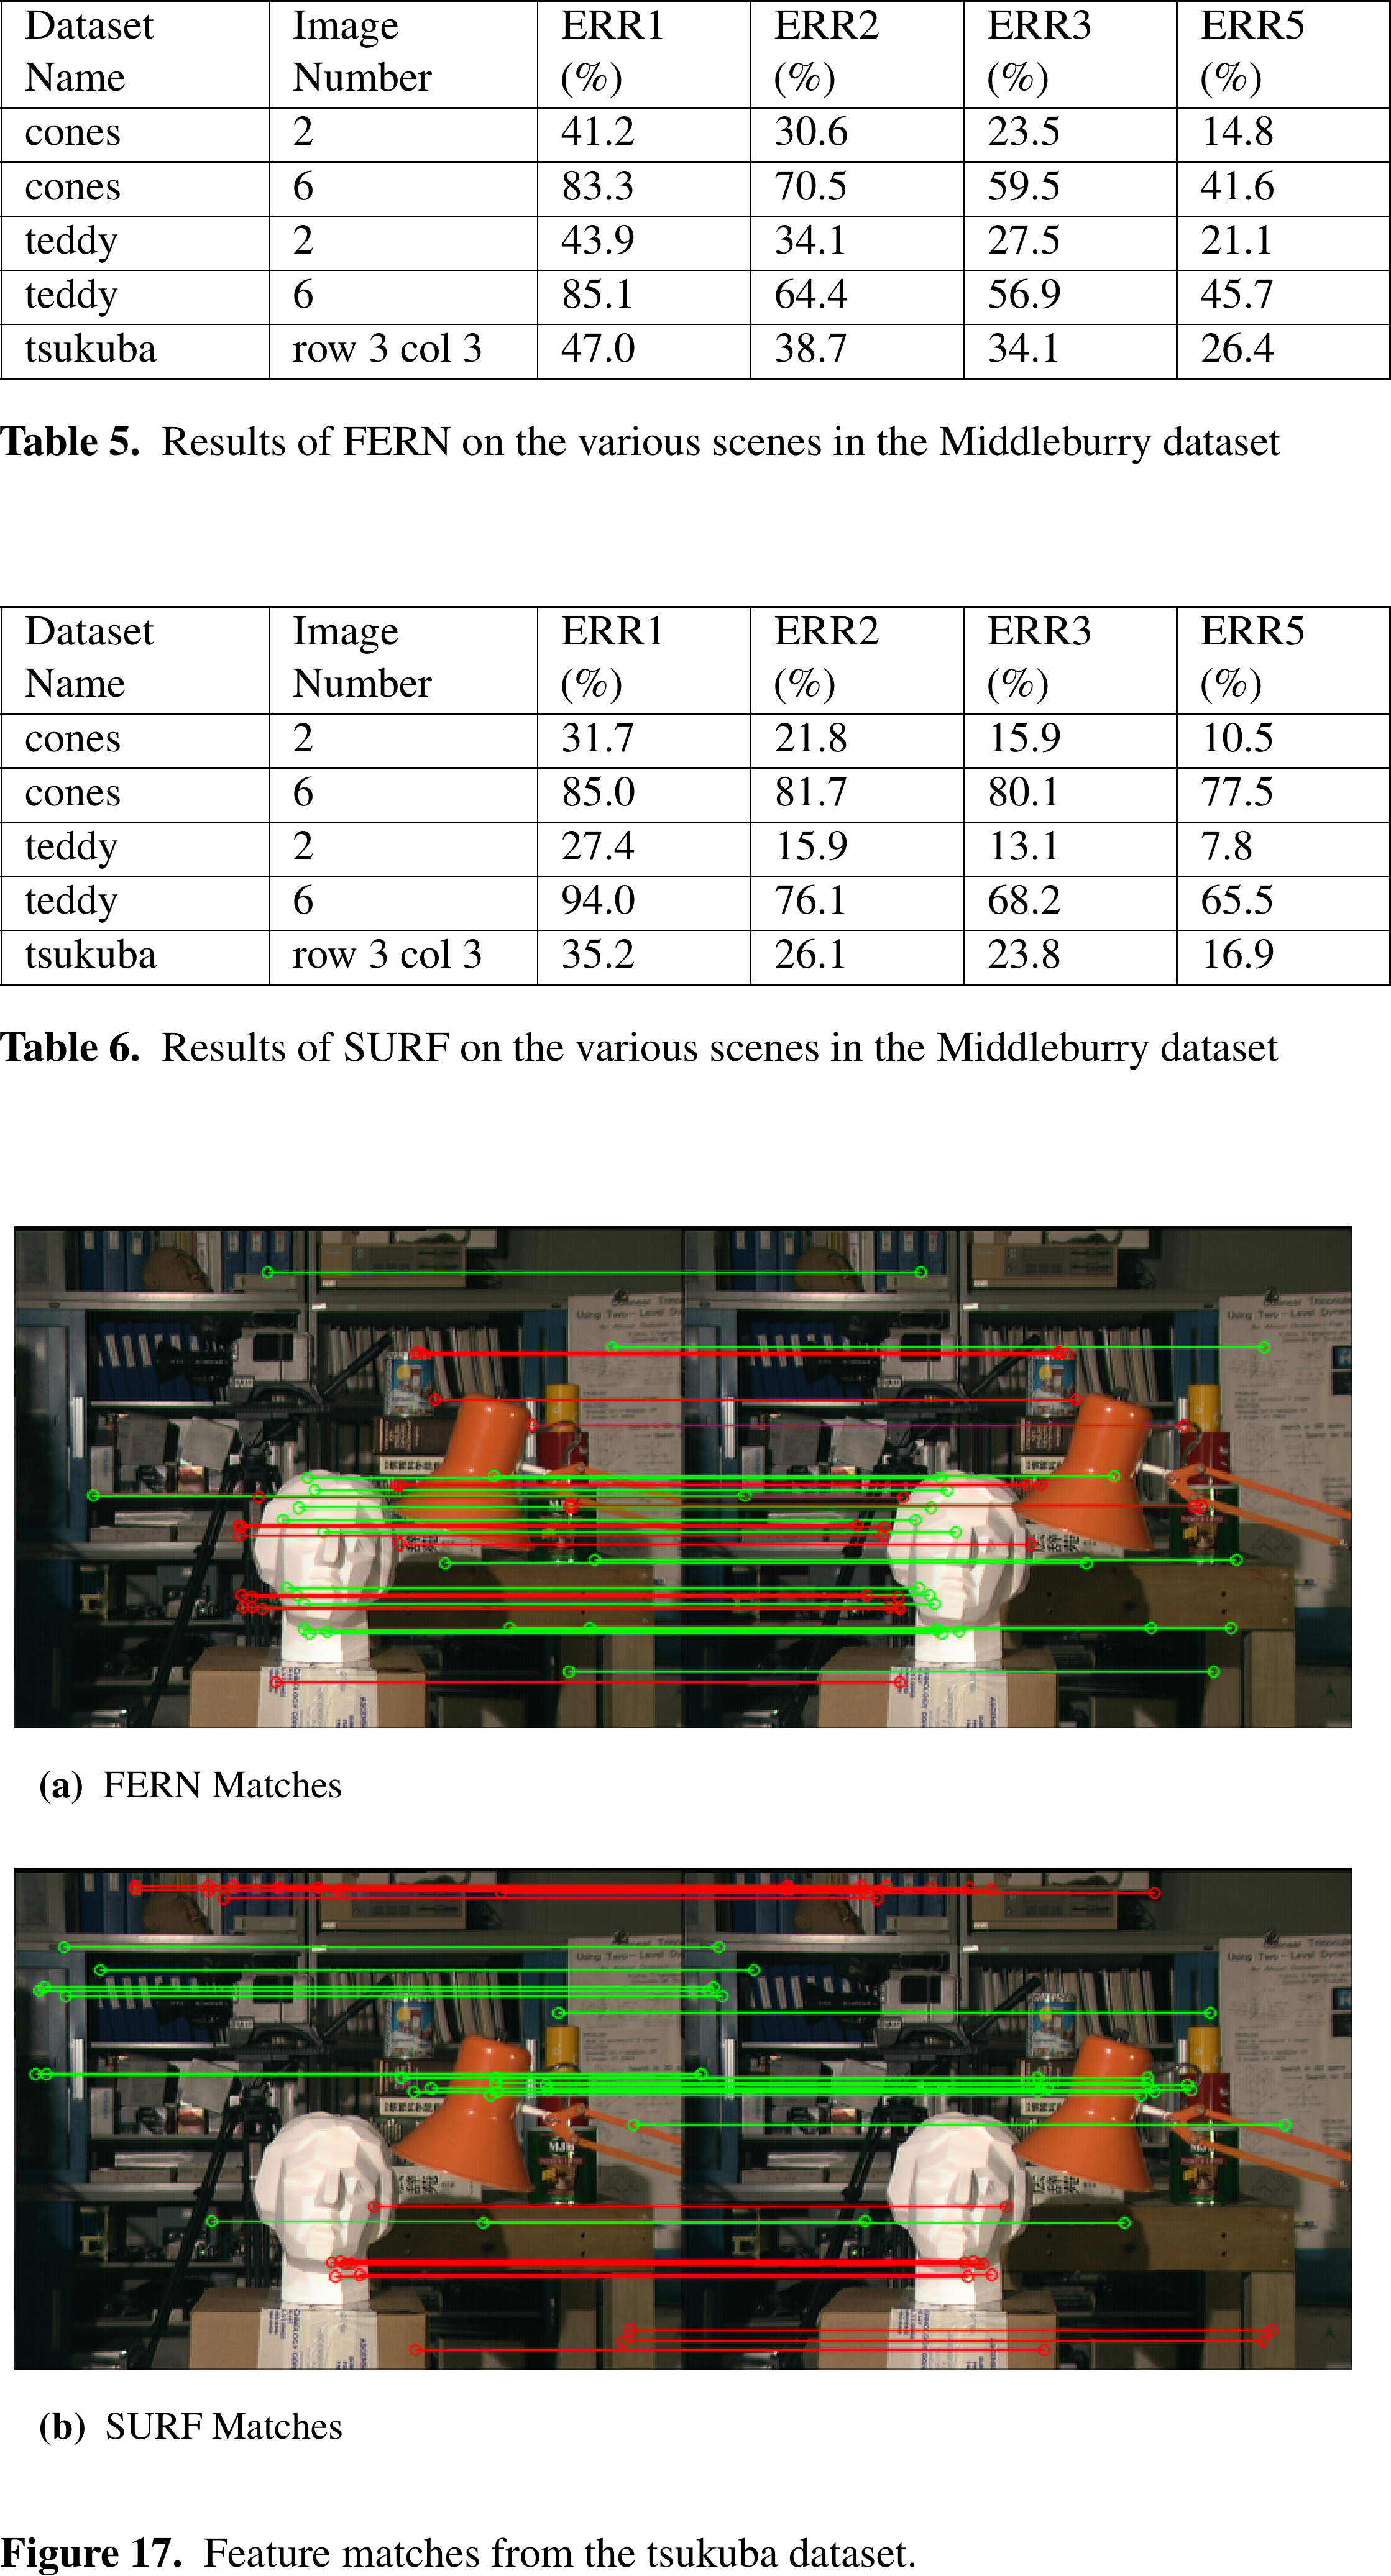 Dataset Name Image Number ERR1 (%) ERR2 (%) ERR3 (%) ERR5 (%)
cones 2 41.2 30.6 23.5 14.8
cones 6 83.3 70.5 59.5 41.6
teddy 2 43.9 34.1 27.5 21.1
teddy 6 85.1 64.4 56.9 45.7
tsukuba row 3 col 3 47.0 38.7 34.1 26.4
Table 5. Results of FERN on the various scenes in the Middleburry dataset
Dataset Name Image Number ERR1 (%) ERR2 (%) ERR3 (%) ERR5 (%)
cones 2 31.7 21.8 15.9 10.5
cones 6 85.0 81.7 80.1 77.5
teddy 2 27.4 15.9 13.1 7.8
teddy 6 94.0 76.1 68.2 65.5
tsukuba row 3 col 3 35.2 26.1 23.8 16.9
Table 6. Results of SURF on the various scenes in the Middleburry dataset
Using Two-Level
(a) FERN Matches
Using Two-Level
(b) SURF Matches
Figure 17. Feature matches from the tsukuba dataset.